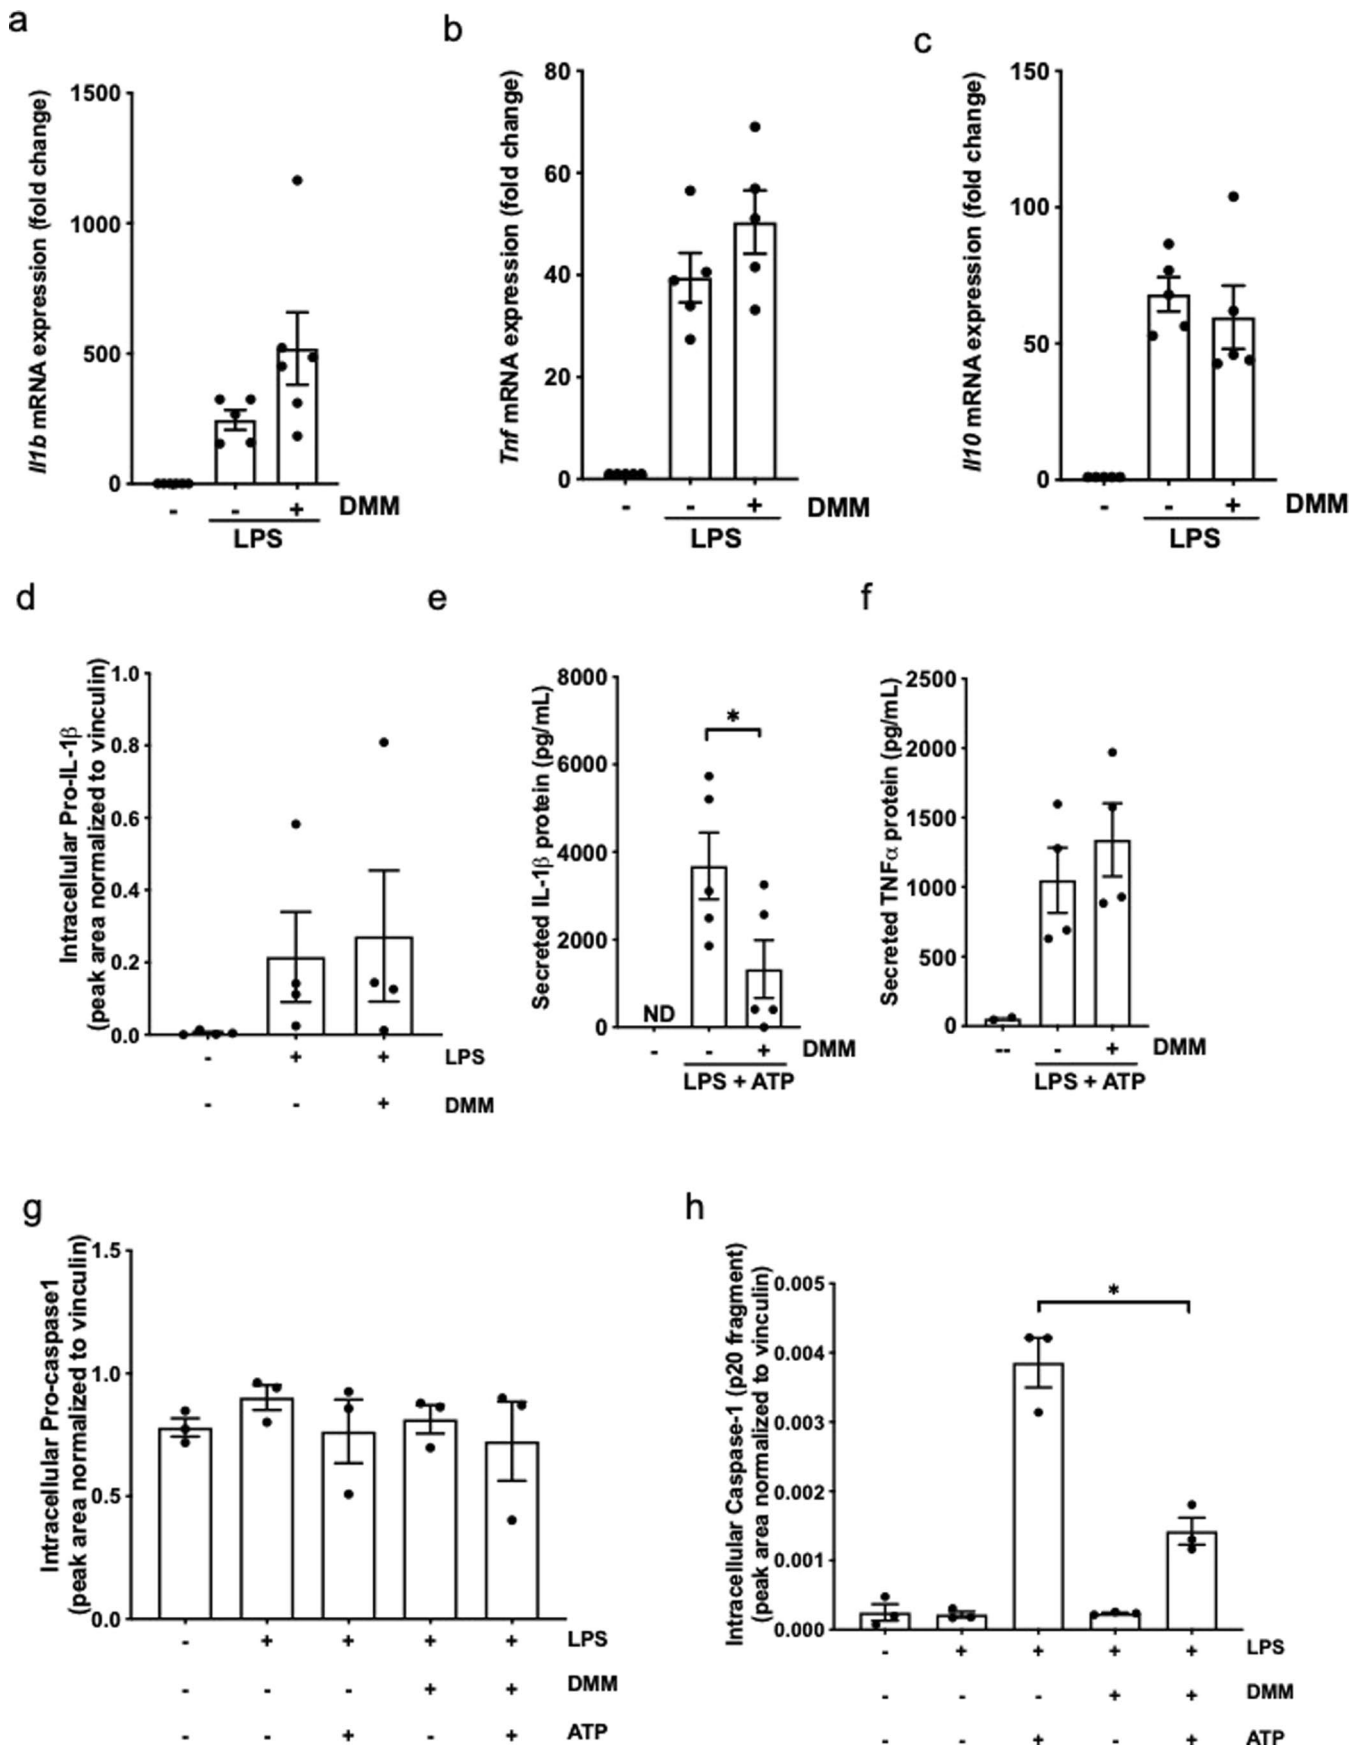 a
Il1b mRNA expression (fold change)
1500
1000
500
0
- - + DMM
LPS
b
Tnf mRNA expression (fold change)
80
60
40
20
0
- - + DMM
LPS
c
Il10 mRNA expression (fold change)
150
100
50
0
- - + DMM
LPS
d
Intracellular Pro-IL-1β
(peak area normalized to vinculin)
1.0
0.8
0.6
0.4
0.2
0.0
- + + LPS
- - + DMM
e
Secreted IL-1β protein (pg/mL)
8000
6000
4000
2000
0
*
ND
- - + DMM
LPS + ATP
f
Secreted TNFα protein (pg/mL)
2500
2000
1500
1000
500
0
-- - + DMM
LPS + ATP
g
Intracellular Pro-caspase1
(peak area normalized to vinculin)
1.5
1.0
0.5
0.0
- + + + + LPS
- - - + + DMM
- - + - + ATP
h
Intracellular Caspase-1 (p20 fragment)
(peak area normalized to vinculin)
0.005
0.004
0.003
0.002
0.001
0.000
*
- + + + + LPS
- - - + + DMM
- - + - + ATP